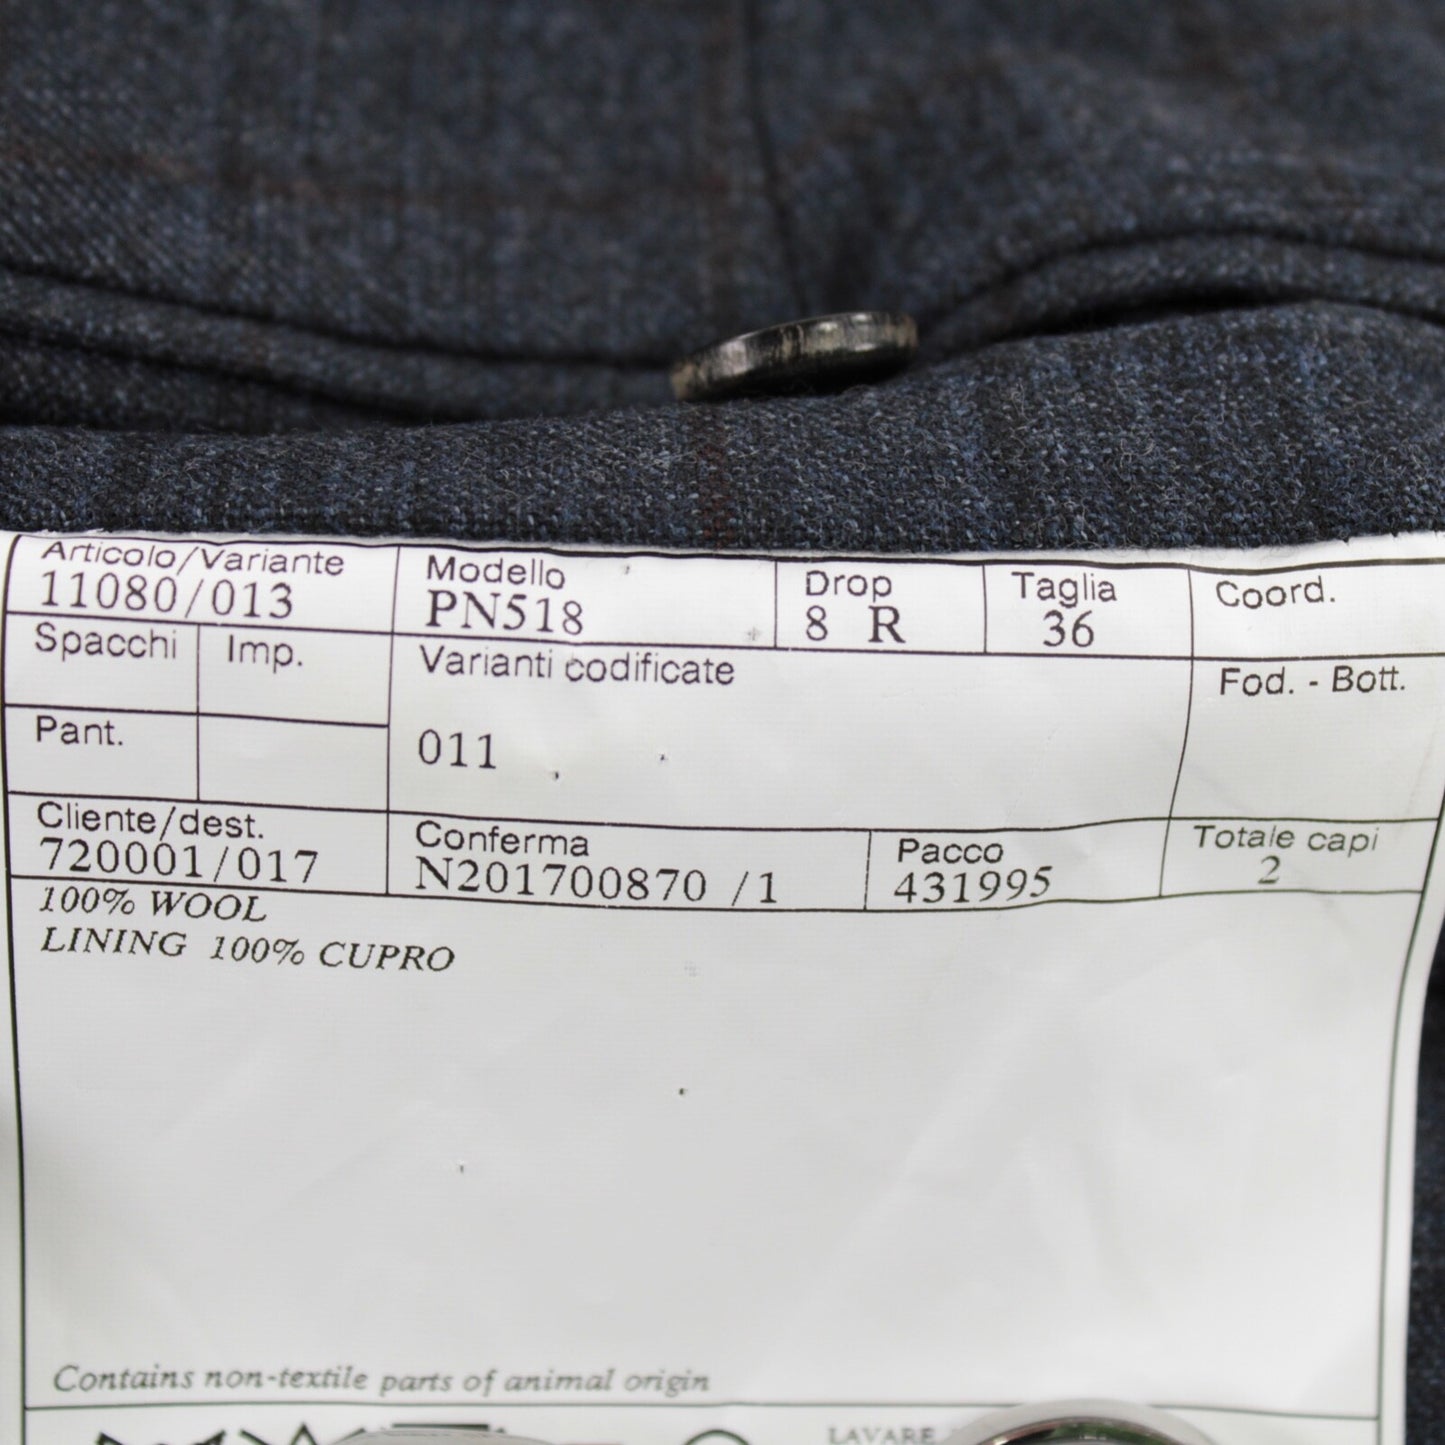 Articolo/Variante Modello Drop Taglia Coord.
11080/013 PN518 8 R 36
Spacchi Imp. Varianti codificate Fod. - Bott.
Pant. 011
Cliente/dest. Conferma Pacco Totale capi
720001/017 N201700870 /1 431995 2
100% WOOL
LINING 100% CUPRO
Contains non-textile parts of animal origin
LAVARE